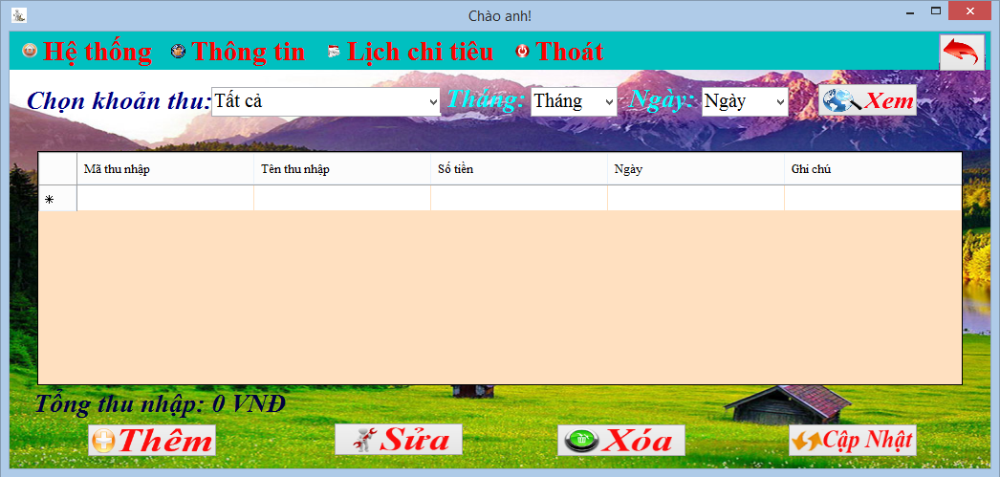 Chào anh!
Hệ thống Thông tin Lịch chi tiêu Thoát
Chọn khoản thu: Tất cả Tháng: Tháng Ngày: Ngày Xem
Mã thu nhập Tên thu nhập Số tiền Ngày Ghi chú
Tổng thu nhập: 0 VNĐ
Thêm Sửa Xóa Cập Nhật